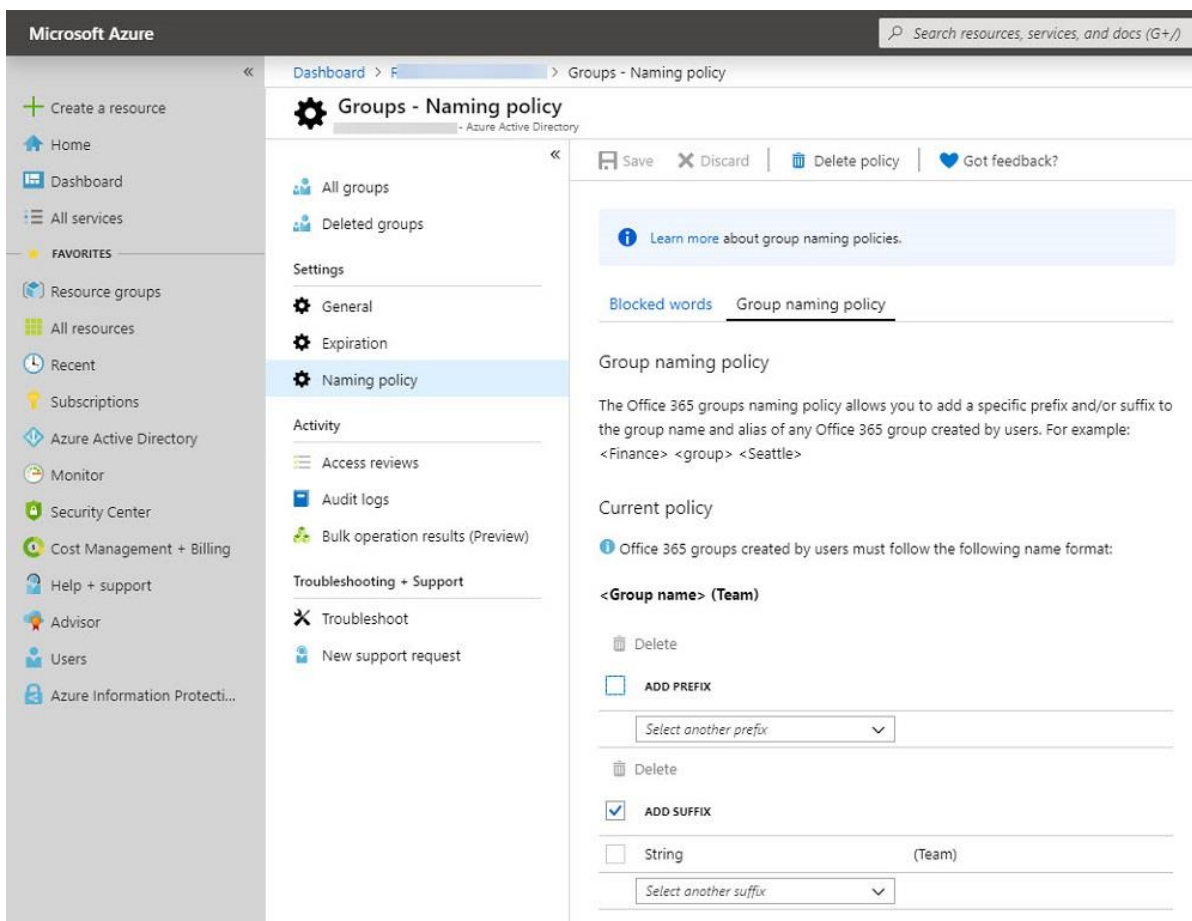 Microsoft Azure
Search resources, services, and docs (G+/)
Create a resource
Home
Dashboard
All services
FAVORITES
Resource groups
All resources
Recent
Subscriptions
Azure Active Directory
Monitor
Security Center
Cost Management + Billing
Help + support
Advisor
Users
Azure Information Protecti...
Dashboard > F > Groups - Naming policy
Groups - Naming policy
- Azure Active Directory
All groups
Deleted groups
Settings
General
Expiration
Naming policy
Activity
Access reviews
Audit logs
Bulk operation results (Preview)
Troubleshooting + Support
Troubleshoot
New support request
Save Discard Delete policy Got feedback?
Learn more about group naming policies.
Blocked words Group naming policy
Group naming policy
The Office 365 groups naming policy allows you to add a specific prefix and/or suffix to
the group name and alias of any Office 365 group created by users. For example:
<Finance> <group> <Seattle>
Current policy
Office 365 groups created by users must follow the following name format:
<Group name> (Team)
Delete
ADD PREFIX
Select another prefix
Delete
ADD SUFFIX
String (Team)
Select another suffix